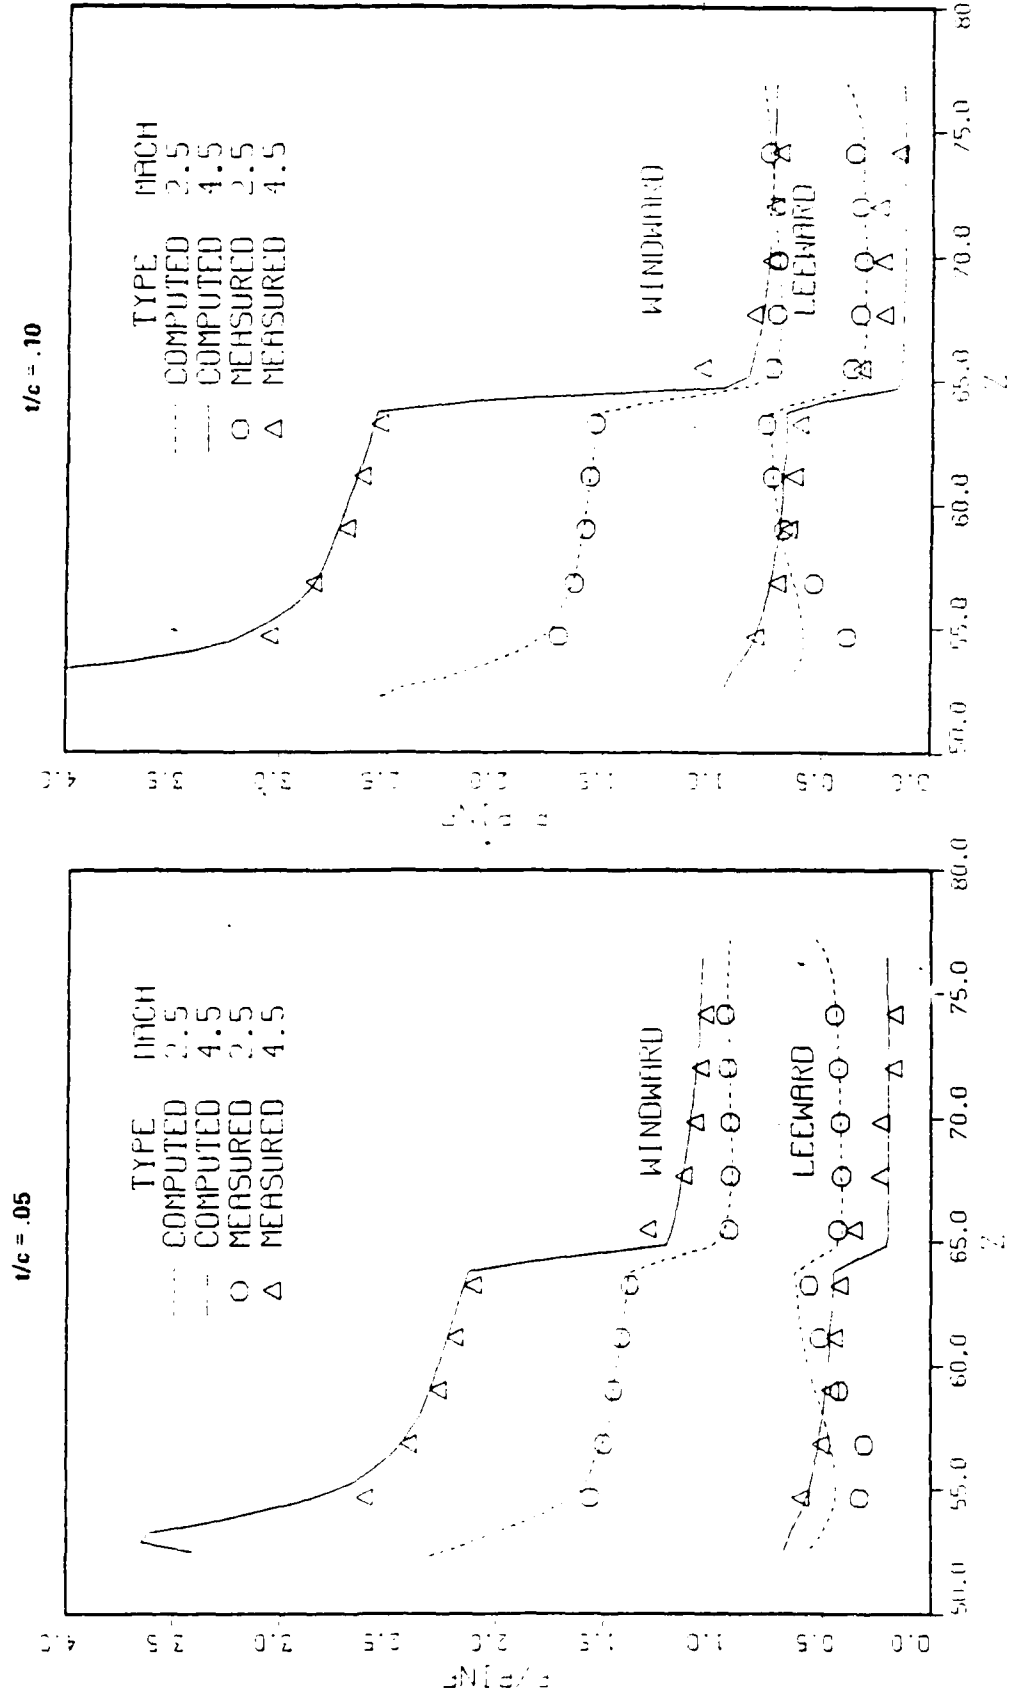 t/c = .05
TYPE MACH
COMPUTED 2.5
COMPUTED 4.5
MEASURED 2.5
MEASURED 4.5
WINDWARD
LEEWARD
4.0 3.5 3.0 2.5 2.0 1.5 1.0 0.5 0.0
P/PINF
50.0 55.0 60.0 65.0 70.0 75.0 80.0
Z
t/c = .10
TYPE MACH
COMPUTED 2.5
COMPUTED 4.5
MEASURED 2.5
MEASURED 4.5
WINDWARD
LEEWARD
4.0 3.5 3.0 2.5 2.0 1.5 1.0 0.5 0.0
50.0 55.0 60.0 65.0 70.0 75.0 80
Z